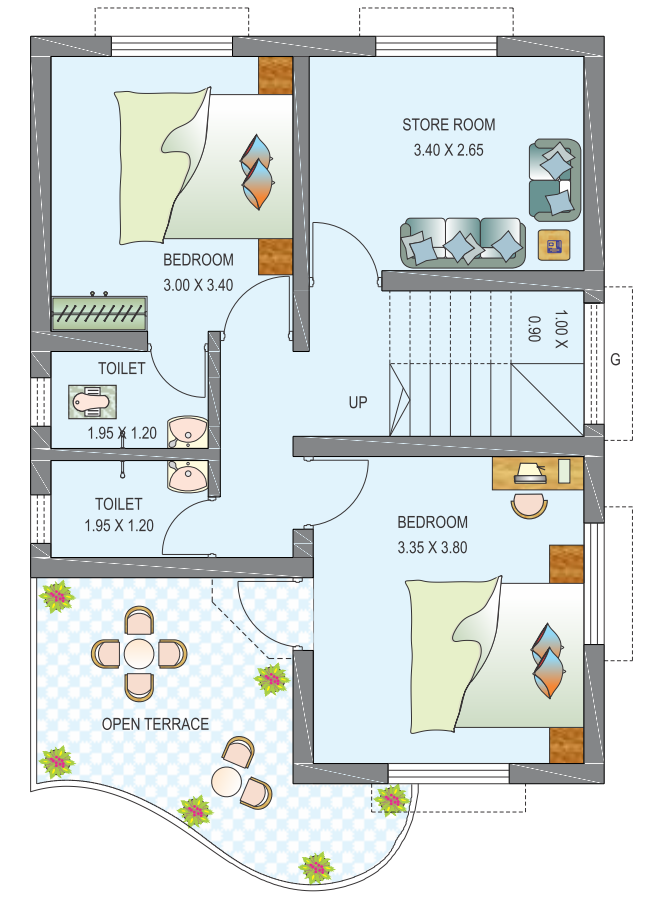 STORE ROOM
3.40 X 2.65
BEDROOM
3.00 X 3.40
1.00 X
0.90
G
TOILET
1.95 X 1.20
UP
TOILET
1.95 X 1.20
BEDROOM
3.35 X 3.80
OPEN TERRACE